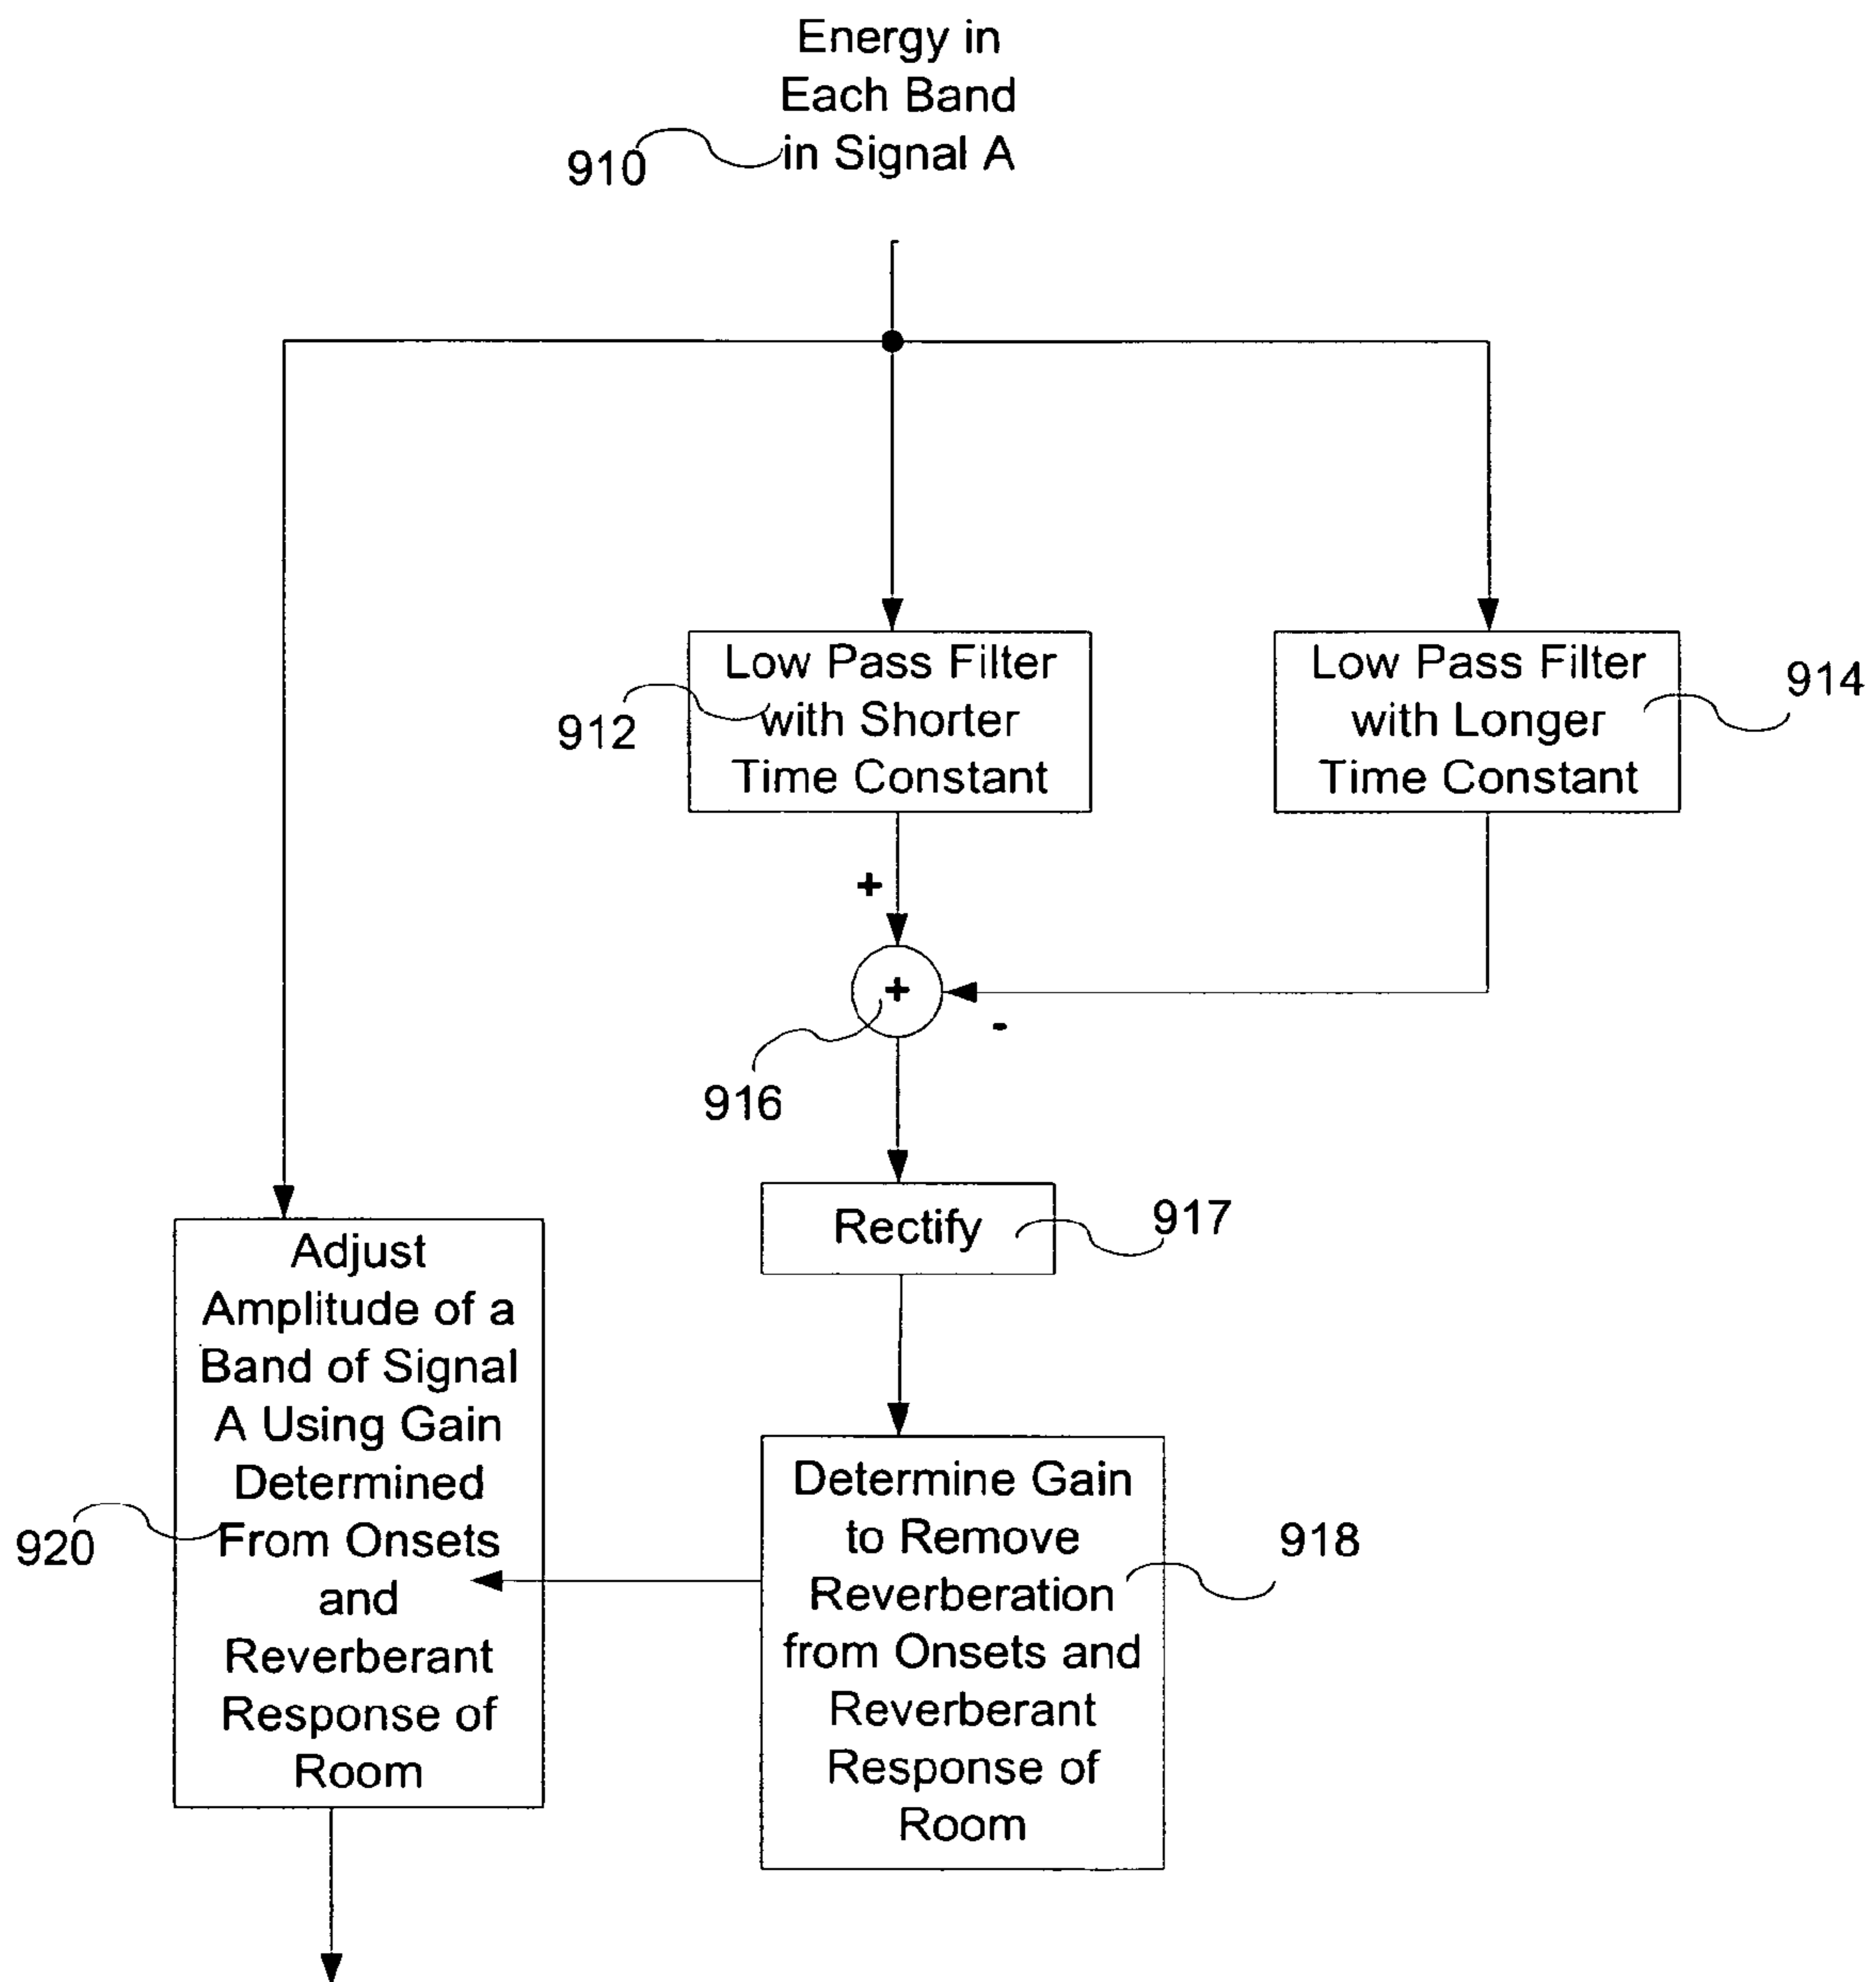 Energy in
Each Band
in Signal A
910
Low Pass Filter
with Shorter
Time Constant
912
Low Pass Filter
with Longer
Time Constant
914
+
+
-
916
Rectify
917
Adjust
Amplitude of a
Band of Signal
A Using Gain
Determined
From Onsets
and
Reverberant
Response of
Room
920
Determine Gain
to Remove
Reverberation
from Onsets and
Reverberant
Response of
Room
918